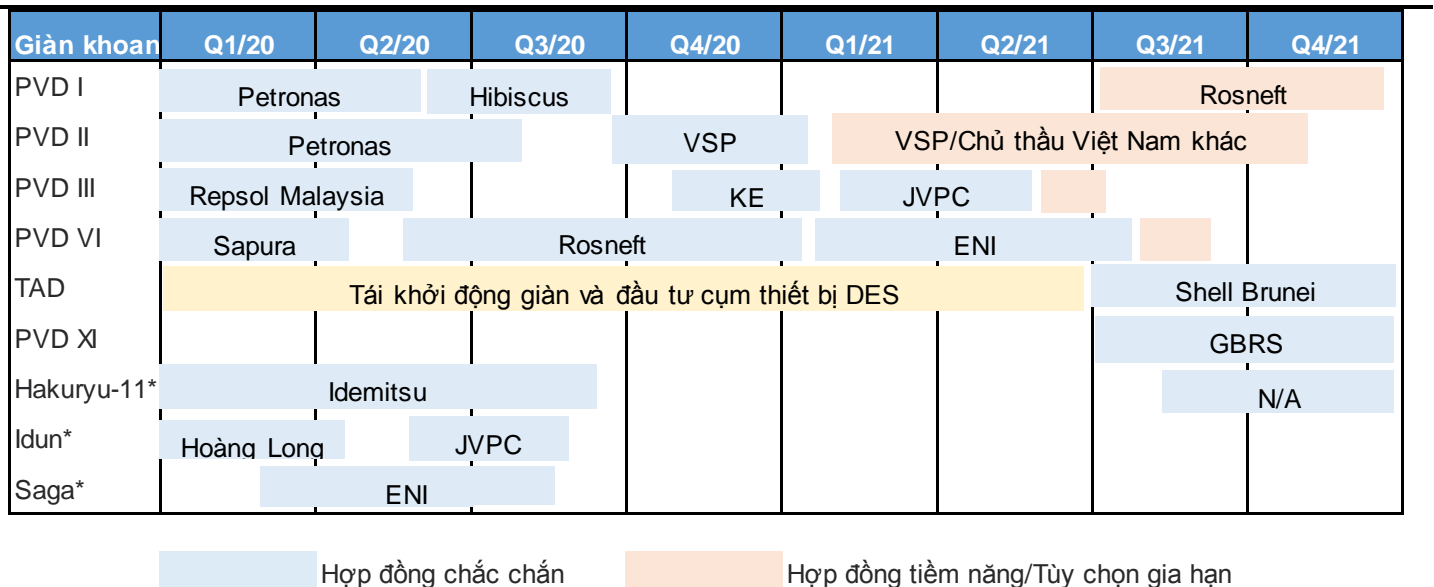 Giàn khoan Q1/20 Q2/20 Q3/20 Q4/20 Q1/21 Q2/21 Q3/21 Q4/21
PVD I Petronas Hibiscus Rosneft
PVD II Petronas VSP VSP/Chủ thầu Việt Nam khác
PVD III Repsol Malaysia KE JVPC
PVD VI Sapura Rosneft ENI
TAD Tái khởi động giàn và đầu tư cụm thiết bị DES Shell Brunei
PVD XI GBRS
Hakuryu-11* Idemitsu N/A
Idun* Hoàng Long JVPC
Saga* ENI
Hợp đồng chắc chắn Hợp đồng tiềm năng/Tùy chọn gia hạn